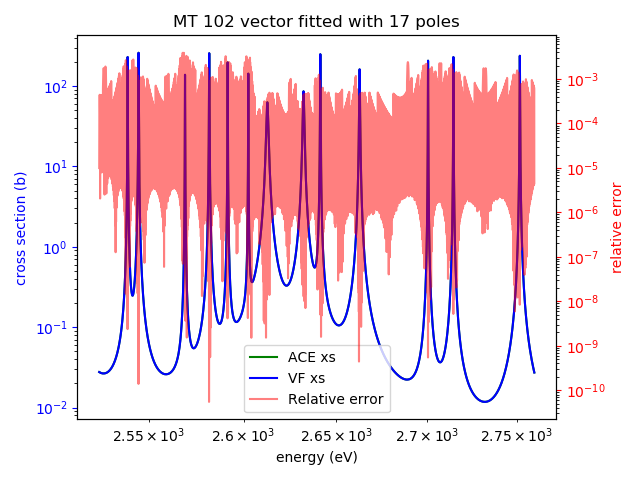 MT 102 vector fitted with 17 poles
10²
10¹
10⁰
10⁻¹
10⁻²
cross section (b)
10⁻³
10⁻⁴
10⁻⁵
10⁻⁶
10⁻⁷
10⁻⁸
10⁻⁹
10⁻¹⁰
relative error
ACE xs
VF xs
Relative error
2.55 × 10³ 2.6 × 10³ 2.65 × 10³ 2.7 × 10³ 2.75 × 10³
energy (eV)